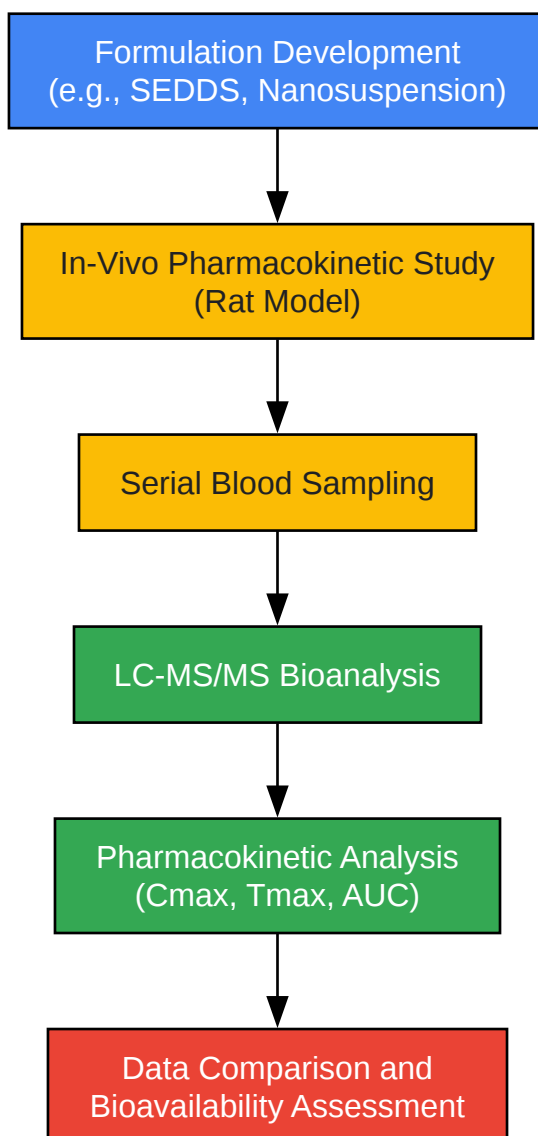 Formulation Development
(e.g., SEDDS, Nanosuspension)
In-Vivo Pharmacokinetic Study
(Rat Model)
Serial Blood Sampling
LC-MS/MS Bioanalysis
Pharmacokinetic Analysis
(Cmax, Tmax, AUC)
Data Comparison and
Bioavailability Assessment